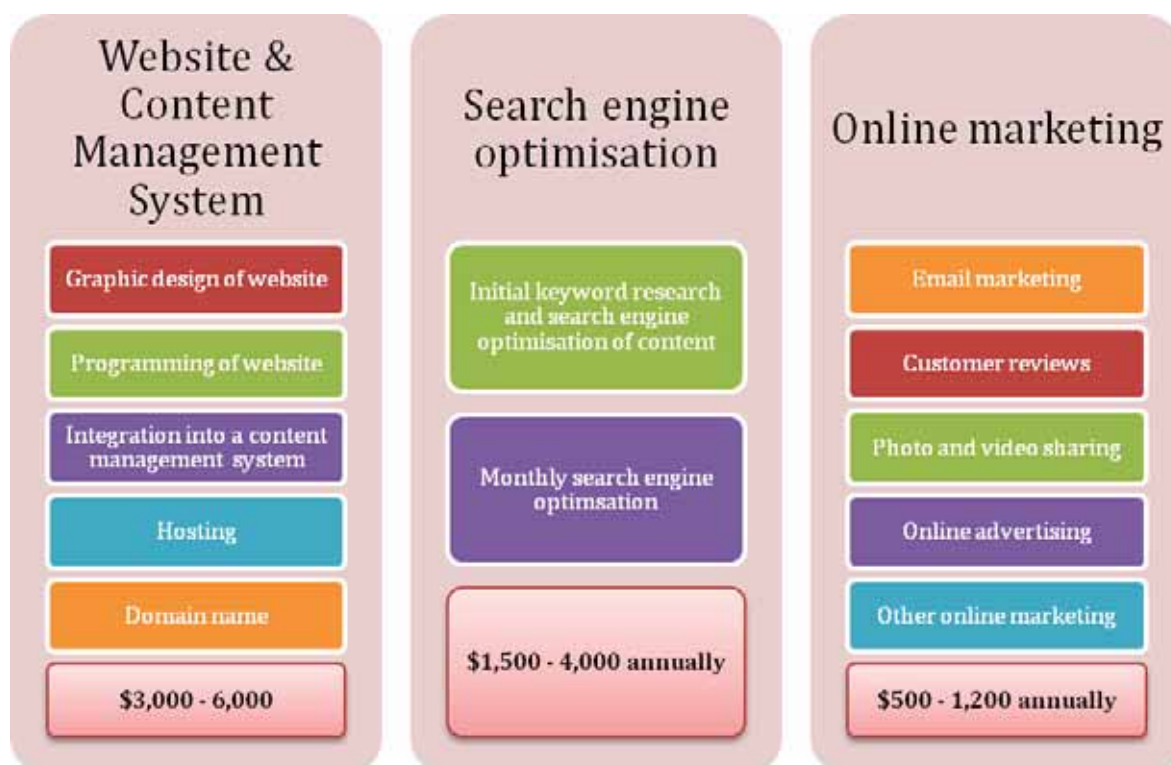 Website &
Content
Management
System
Graphic design of website
Programming of website
Integration into a content
management system
Hosting
Domain name
$3,000 - 6,000
Search engine
optimisation
Initial keyword research
and search engine
optimisation of content
Monthly search engine
optimsation
$1,500 - 4,000 annually
Online marketing
Email marketing
Customer reviews
Photo and video sharing
Online advertising
Other online marketing
$500 - 1,200 annually